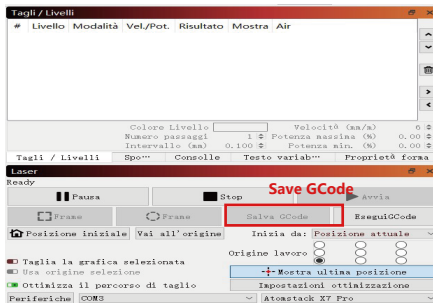 Tagli / Livelli
# Livello Modalità Vel./Pot. Risultato Mostra Air
Colore Livello Velocità (mm/m) 6
Numero passaggi 1 Potenza massima (%) 0.00
Intervallo (mm) 0.100 Potenza min. (%) 0.00
Tagli / Livelli Spo··· Consolle Testo variab··· Proprietà forma
Laser
Ready
Pausa Stop Avvia
Save GCode
Frame Frame Salva GCode EseguiGCode
Posizione iniziale Vai all'origine Inizia da: Posizione attuale
Origine lavoro
Taglia la grafica selezionata
Usa origine selezione Mostra ultima posizione
Ottimizza il percorso di taglio Impostazioni ottimizzazione
Periferiche COM3 Atomstack X7 Pro